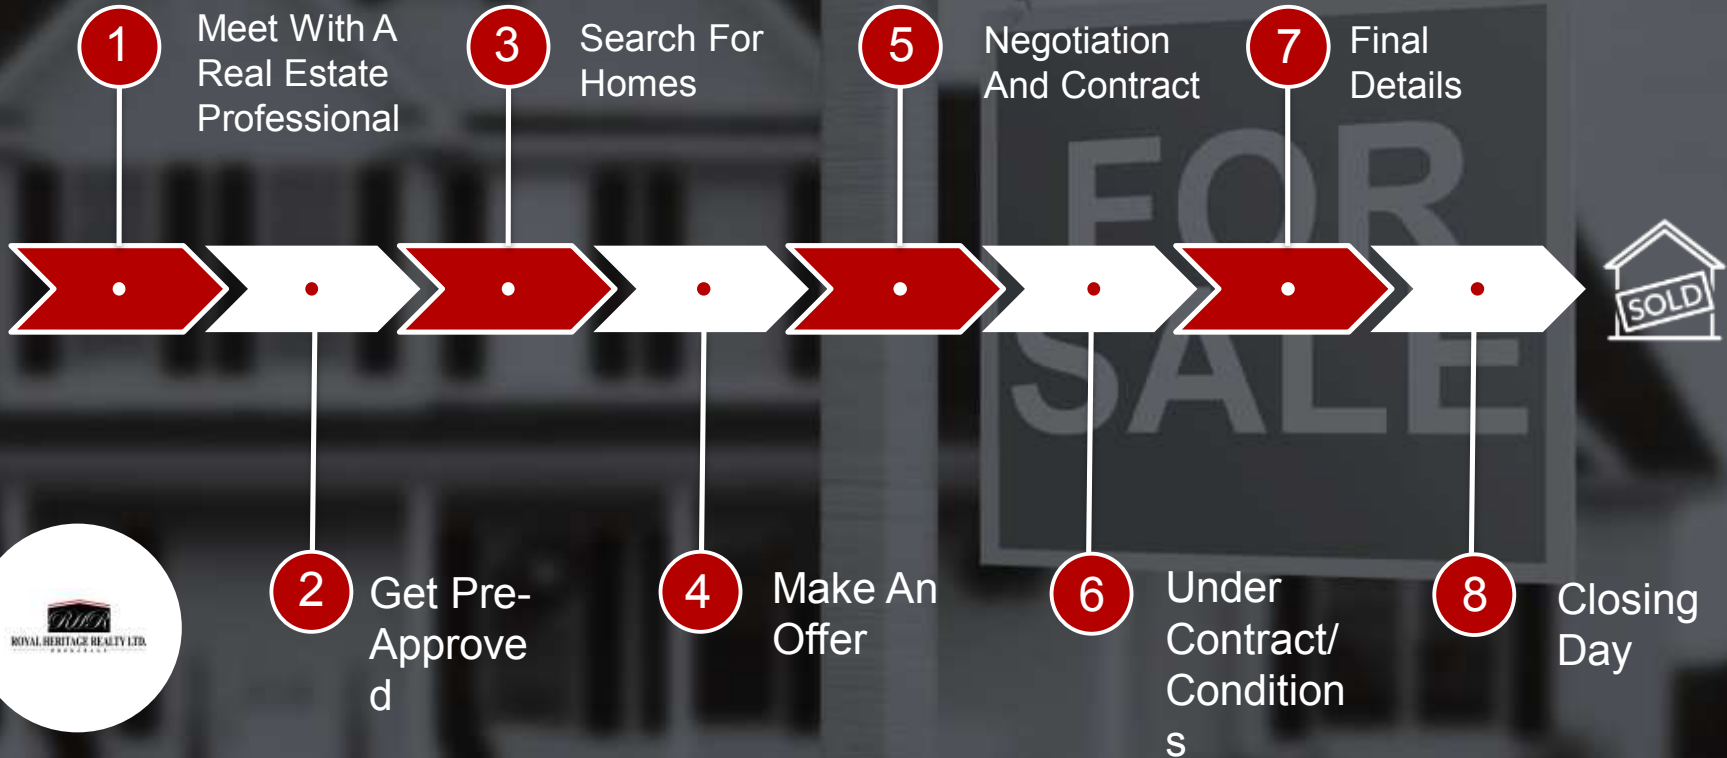 1
Meet With A
Real Estate
Professional
3
Search For
Homes
5
Negotiation
And Contract
7
Final
Details
FOR
SALE
SOLD
2
Get Pre-
Approve
d
4
Make An
Offer
6
Under
Contract/
Condition
s
8
Closing
Day
RHR
ROYAL HERITAGE REALTY LTD.
BROKERAGE